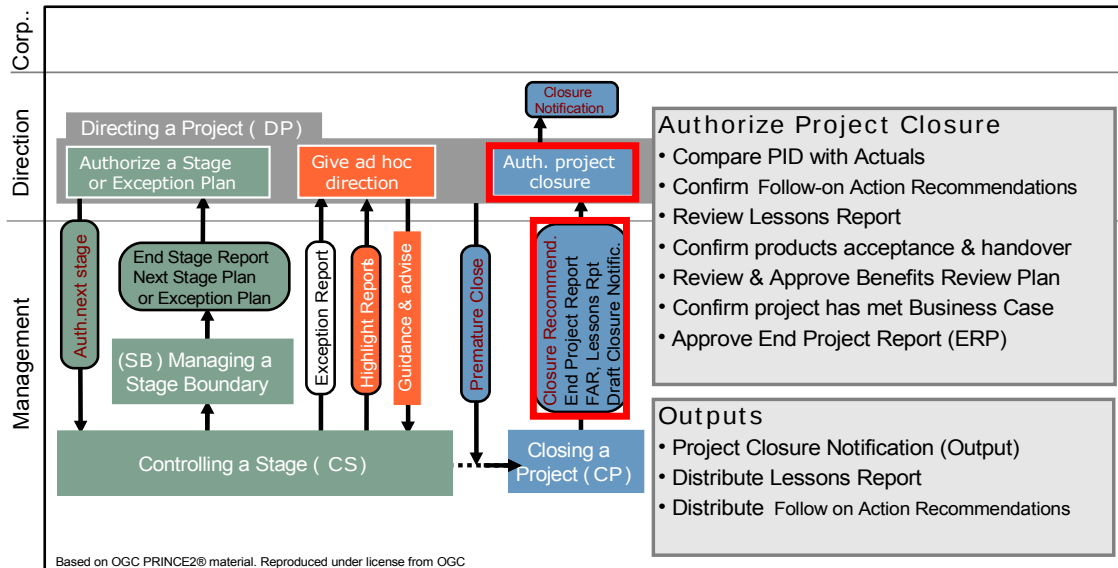 Corp..
Direction
Management
Closure
Notification
Directing a Project ( DP)
Authorize a Stage
or Exception Plan
Give ad hoc
direction
Auth. project
closure
Auth.next stage
End Stage Report
Next Stage Plan
or Exception Plan
Exception Report
Highlight Reports
Guidance & advise
Premature Close
Closure Recommend.
End Project Report
FAR, Lessons Rpt
Draft Closure Notific.
(SB) Managing a
Stage Boundary
Controlling a Stage ( CS)
Closing a
Project ( CP)
Authorize Project Closure
• Compare PID with Actuals
• Confirm Follow-on Action Recommendations
• Review Lessons Report
• Confirm products acceptance & handover
• Review & Approve Benefits Review Plan
• Confirm project has met Business Case
• Approve End Project Report (ERP)
Outputs
• Project Closure Notification (Output)
• Distribute Lessons Report
• Distribute Follow on Action Recommendations
Based on OGC PRINCE2® material. Reproduced under license from OGC